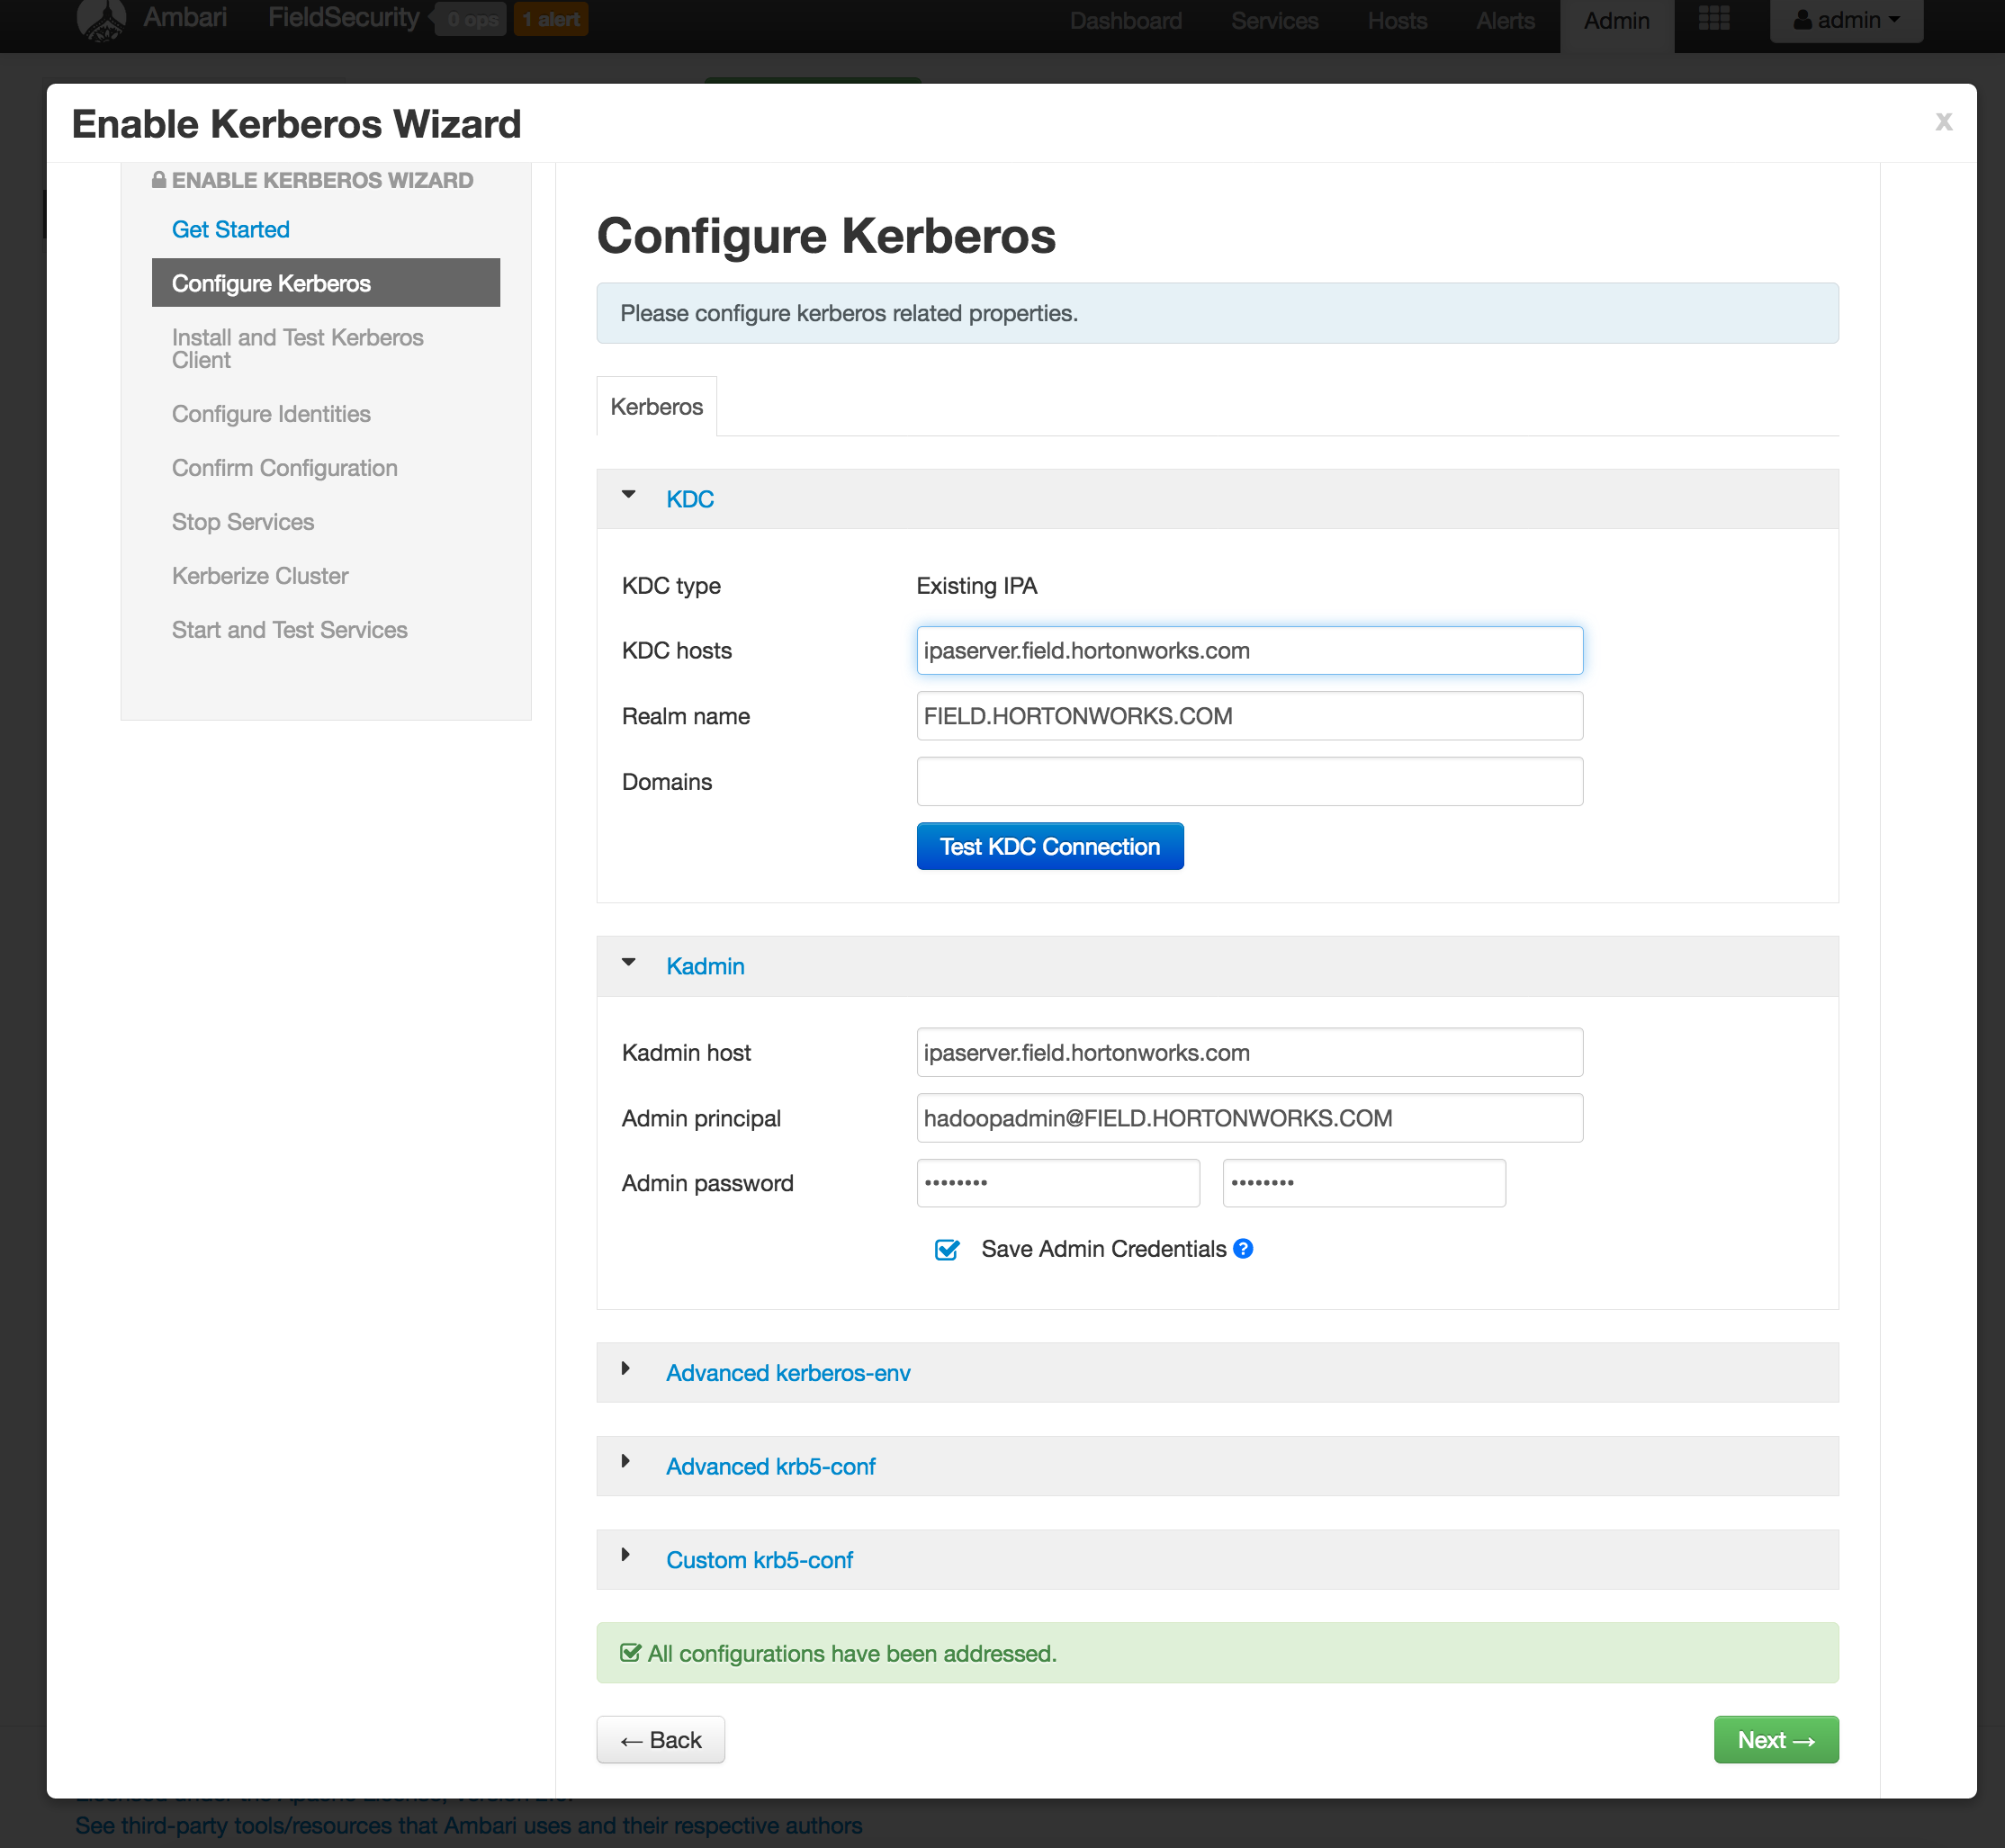 Ambari FieldSecurity 0 ops 1 alert Dashboard Services Hosts Alerts Admin admin
Enable Kerberos Wizard x
ENABLE KERBEROS WIZARD
Get Started
Configure Kerberos
Install and Test Kerberos
Client
Configure Identities
Confirm Configuration
Stop Services
Kerberize Cluster
Start and Test Services
Configure Kerberos
Please configure kerberos related properties.
Kerberos
KDC
KDC type Existing IPA
KDC hosts ipaserver.field.hortonworks.com
Realm name FIELD.HORTONWORKS.COM
Domains
Test KDC Connection
Kadmin
Kadmin host ipaserver.field.hortonworks.com
Admin principal hadoopadmin@FIELD.HORTONWORKS.COM
Admin password •••••••• ••••••••
Save Admin Credentials ?
Advanced kerberos-env
Advanced krb5-conf
Custom krb5-conf
All configurations have been addressed.
← Back Next →
See third-party tools/resources that Ambari uses and their respective authors